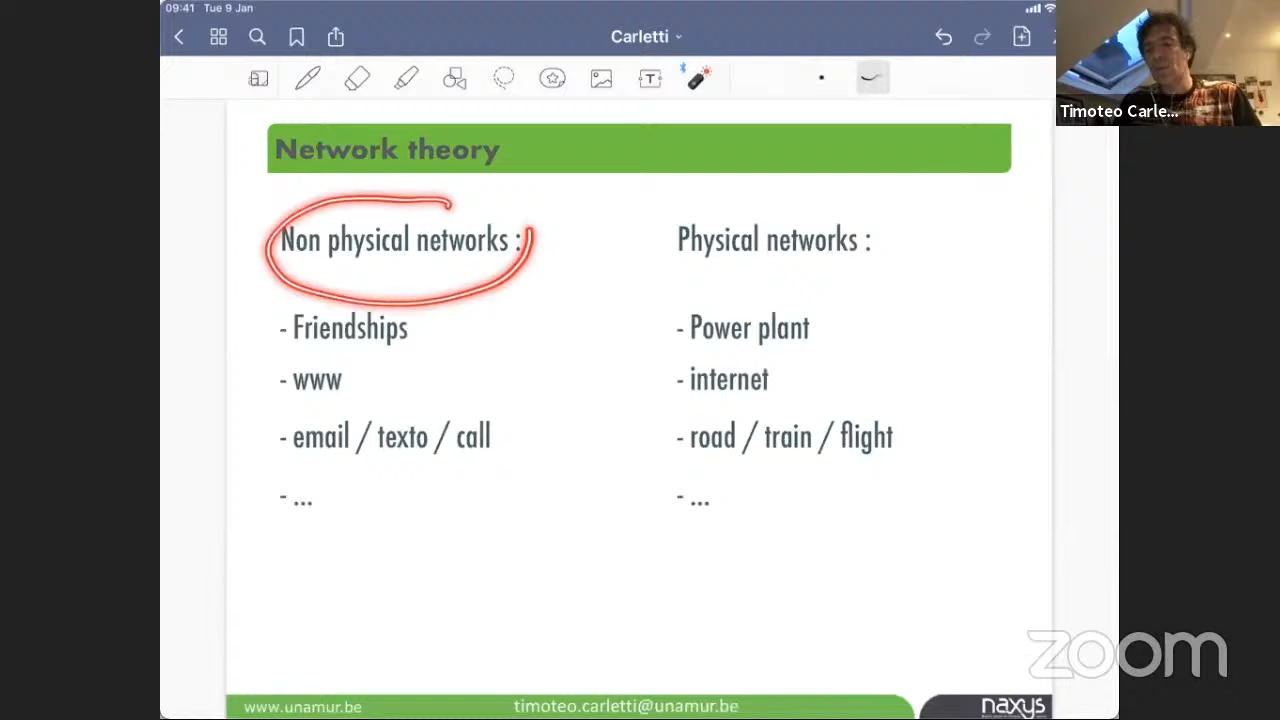 09:41 Tue 9 Jan
Carletti
T
Timoteo Carle...
Network theory
Non physical networks :
- Friendships
- www
- email / texto / call
- ...
Physical networks :
- Power plant
- internet
- road / train / flight
- ...
zoom
www.unamur.be
timoteo.carletti@unamur.be
naxys